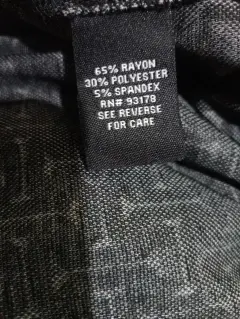 65% RAYON
30% POLYESTER
5% SPANDEX
RN# 93178
SEE REVERSE
FOR CARE